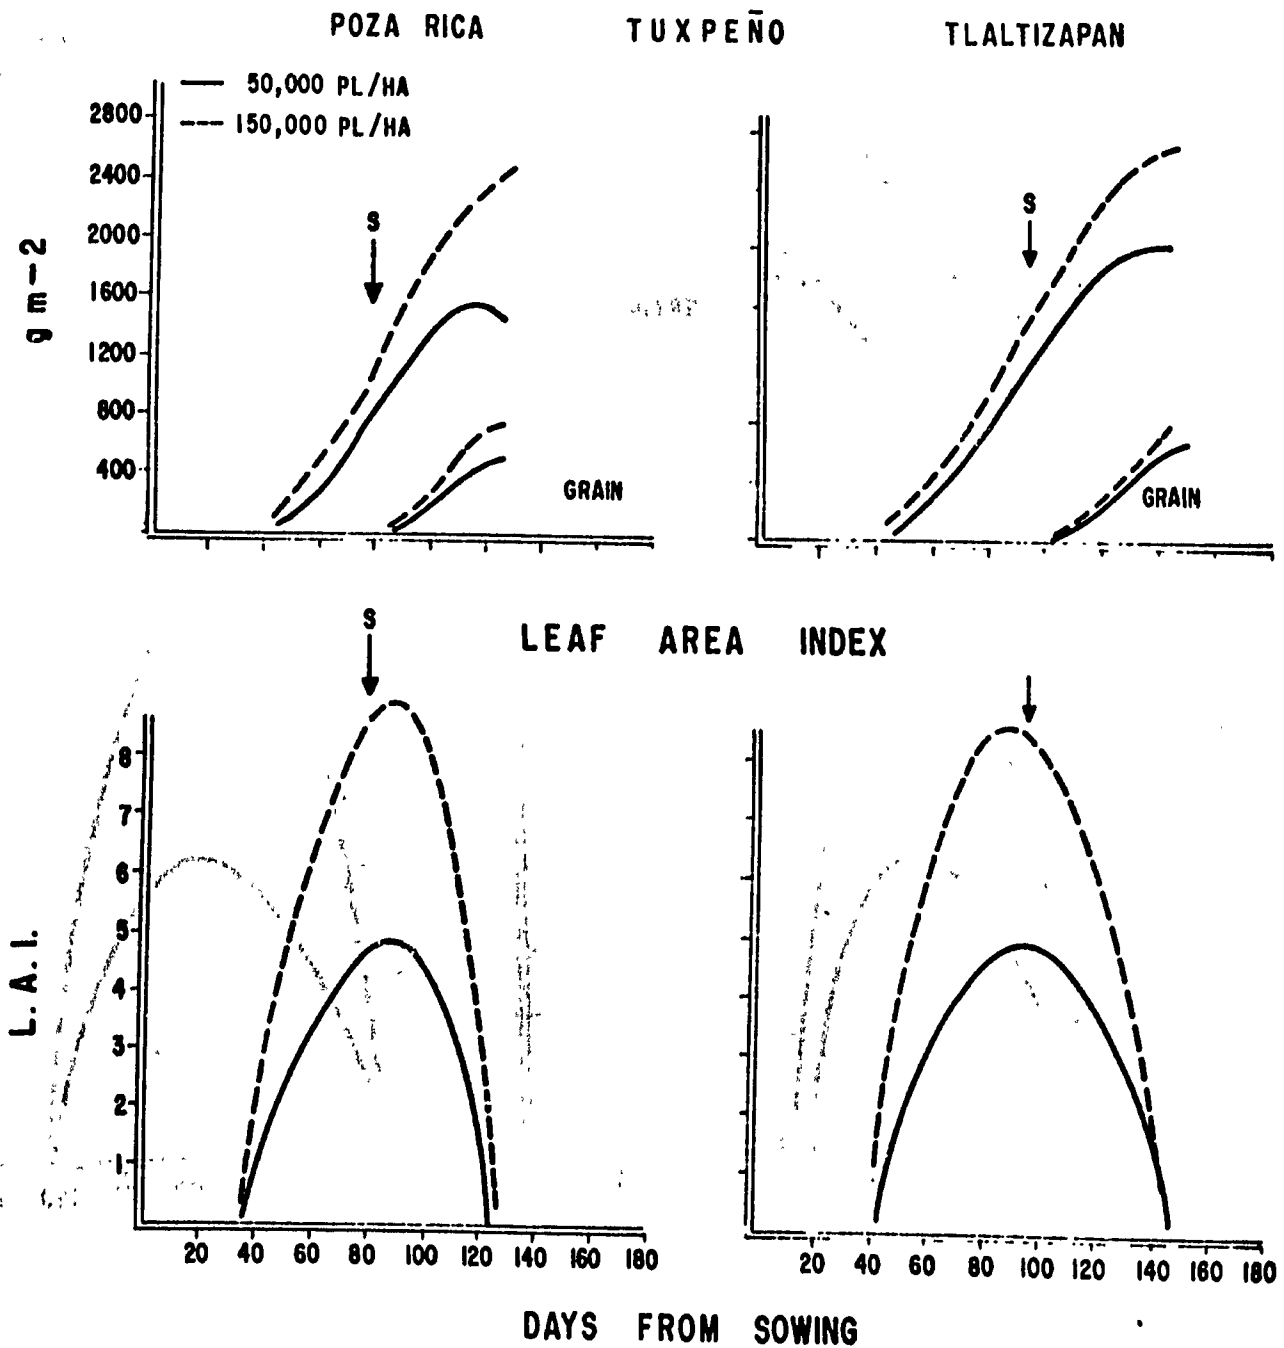 POZA RICA TUXPEÑO TLALTIZAPAN
50,000 PL/HA
150,000 PL/HA
2800
2400
2000
1600
1200
800
400
g m-2
S
S
GRAIN
GRAIN
LEAF AREA INDEX
S
8
7
6
5
4
3
2
1
L.A.I.
20 40 60 80 100 120 140 160 180
20 40 60 80 100 120 140 160 180
DAYS FROM SOWING